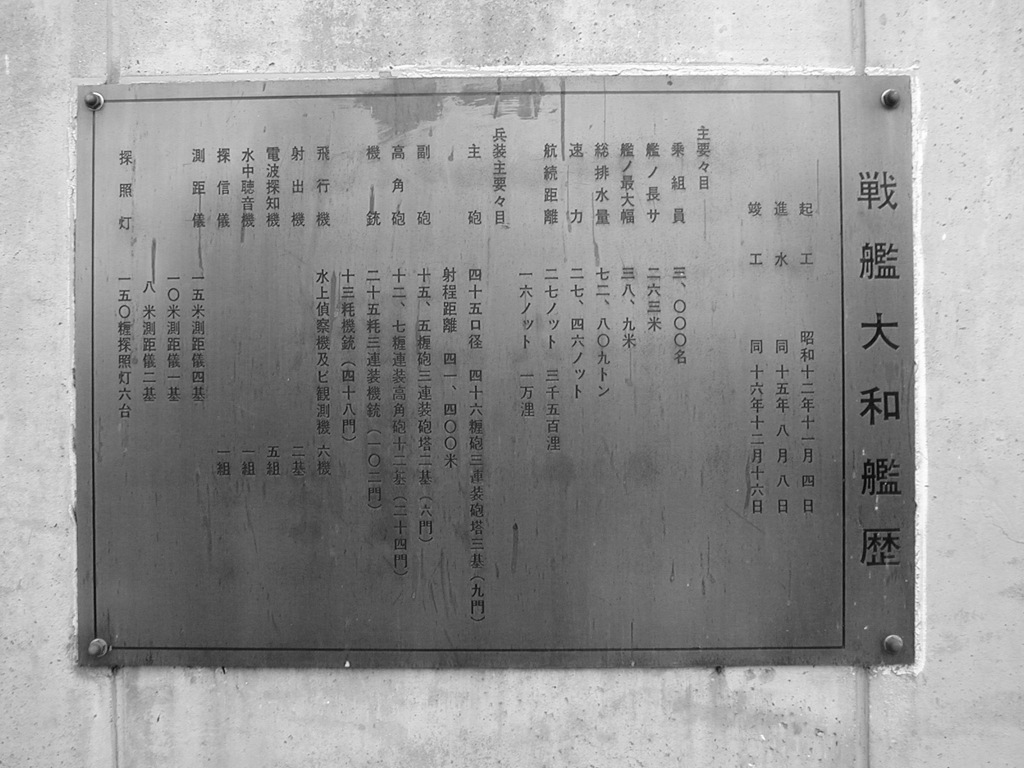 戦艦大和艦歴
起工 昭和十二年十一月四日
進水 同十五年八月八日
竣工 同十六年十二月十六日
主要々目
乗組員 三、〇〇〇名
艦ノ長サ 二六三米
艦ノ最大幅 三八、九米
総排水量 七二、八〇九トン
速力 二七、四六ノット
航続距離 二七ノット 三千五百浬
一六ノット 一万浬
兵装主要々目
主砲 四十五口径 四十六糎砲三連装砲塔三基(九門)
射程距離 四一、四〇〇米
副砲 十五、五糎砲三連装砲塔二基(六門)
高角砲 十二、七糎連装高角砲十二基(二十四門)
機銃 二十五粍三連装機銃(一〇二門)
十三粍機銃(四十八門)
飛行機 水上偵察機及ビ観測機 六機
射出機 二基
電波探知機 五組
水中聴音機 一組
探信儀 一組
測距儀 一五米測距儀四基
一〇米測距儀一基
八米測距儀二基
探照灯 一五〇糎探照灯六台